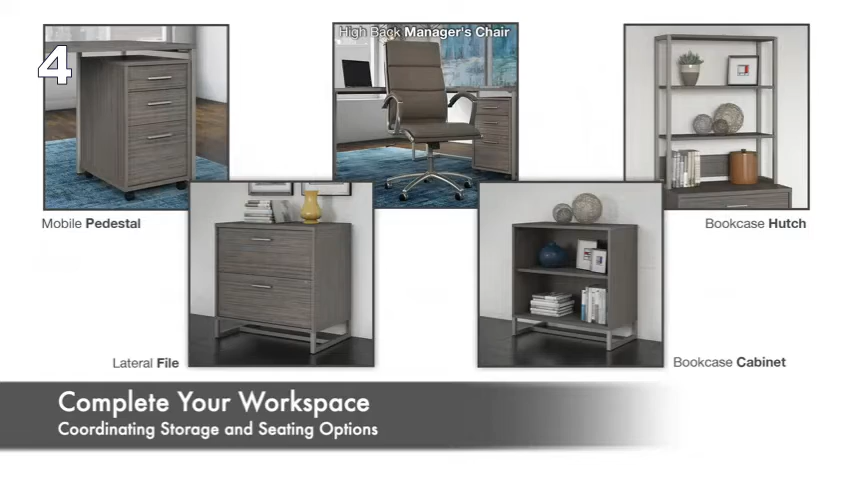 4
High Back Manager's Chair
Mobile Pedestal
Bookcase Hutch
Lateral File
Bookcase Cabinet
Complete Your Workspace
Coordinating Storage and Seating Options